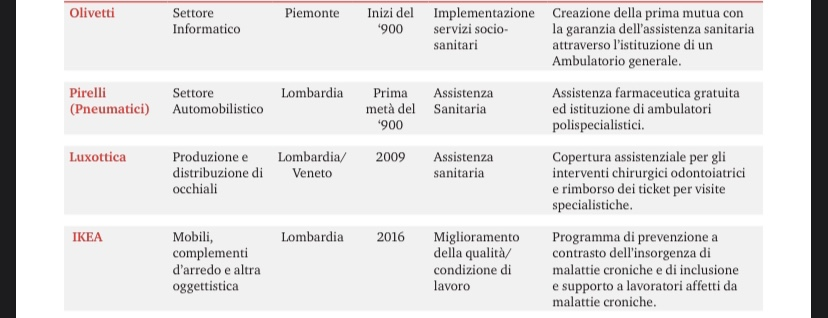 Olivetti Settore Piemonte Inizi del Implementazione Creazione della prima mutua con
Informatico ‘900 servizi socio- la garanzia dell’assistenza sanitaria
sanitari attraverso l’istituzione di un
Ambulatorio generale.
Pirelli Settore Lombardia Prima Assistenza Assistenza farmaceutica gratuita
(Pneumatici) Automobilistico metà del Sanitaria ed istituzione di ambulatori
‘900 polispecialistici.
Luxottica Produzione e Lombardia/ 2009 Assistenza Copertura assistenziale per gli
distribuzione di Veneto sanitaria interventi chirurgici odontoiatrici
occhiali e rimborso dei ticket per visite
specialistiche.
IKEA Mobili, Lombardia 2016 Miglioramento Programma di prevenzione a
complementi della qualità/ contrasto dell’insorgenza di
d’arredo e altra condizione di malattie croniche e di inclusione
oggettistica lavoro e supporto a lavoratori affetti da
malattie croniche.